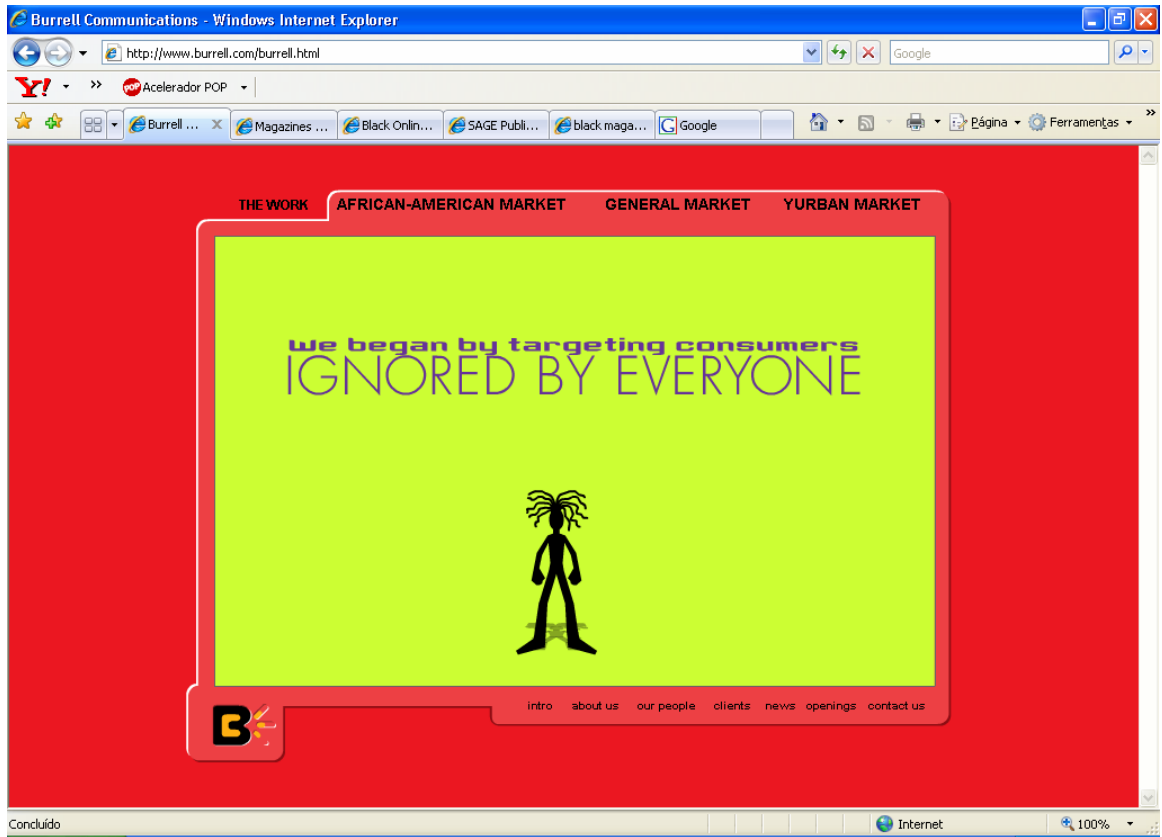 Burrell Communications - Windows Internet Explorer
http://www.burrell.com/burrell.html
Google
Y! Acelerador POP
Burrell ... Magazines ... Black Onlin... SAGE Publi... black maga... Google Página Ferramentas
THE WORK AFRICAN-AMERICAN MARKET GENERAL MARKET YURBAN MARKET
we began by targeting consumers
IGNORED BY EVERYONE
intro about us our people clients news openings contact us
B
Concluído Internet 100%